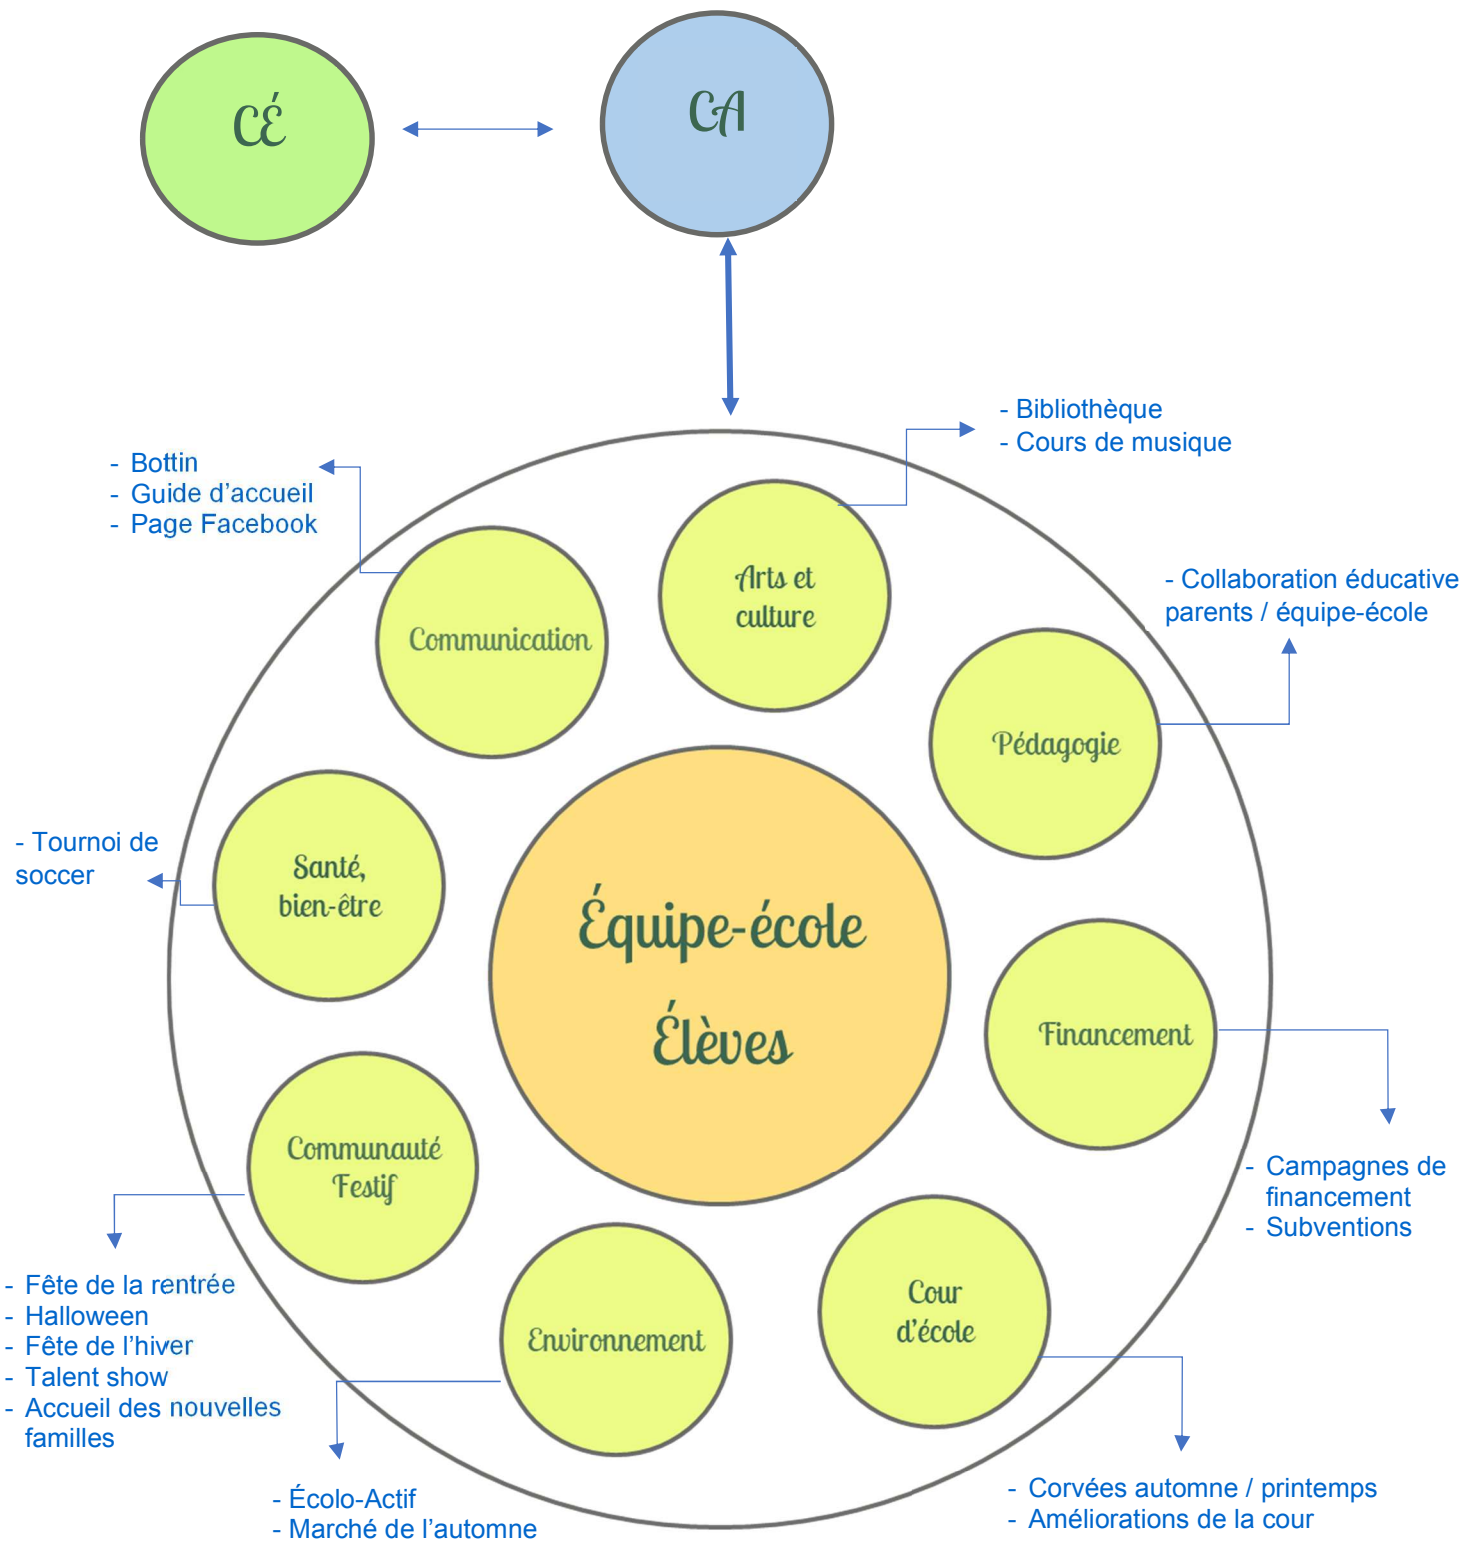 CÉ
CA
- Bibliothèque
- Cours de musique
- Bottin
- Guide d'accueil
- Page Facebook
Arts et
culture
- Collaboration éducative
parents / équipe-école
Communication
Pédagogie
- Tournoi de
soccer
Santé,
bien-être
Équipe-école
Élèves
Financement
Communauté
Festif
- Campagnes de
financement
- Subventions
- Fête de la rentrée
- Halloween
- Fête de l'hiver
- Talent show
- Accueil des nouvelles
familles
Environnement
Cour
d'école
- Écolo-Actif
- Marché de l'automne
- Corvées automne / printemps
- Améliorations de la cour